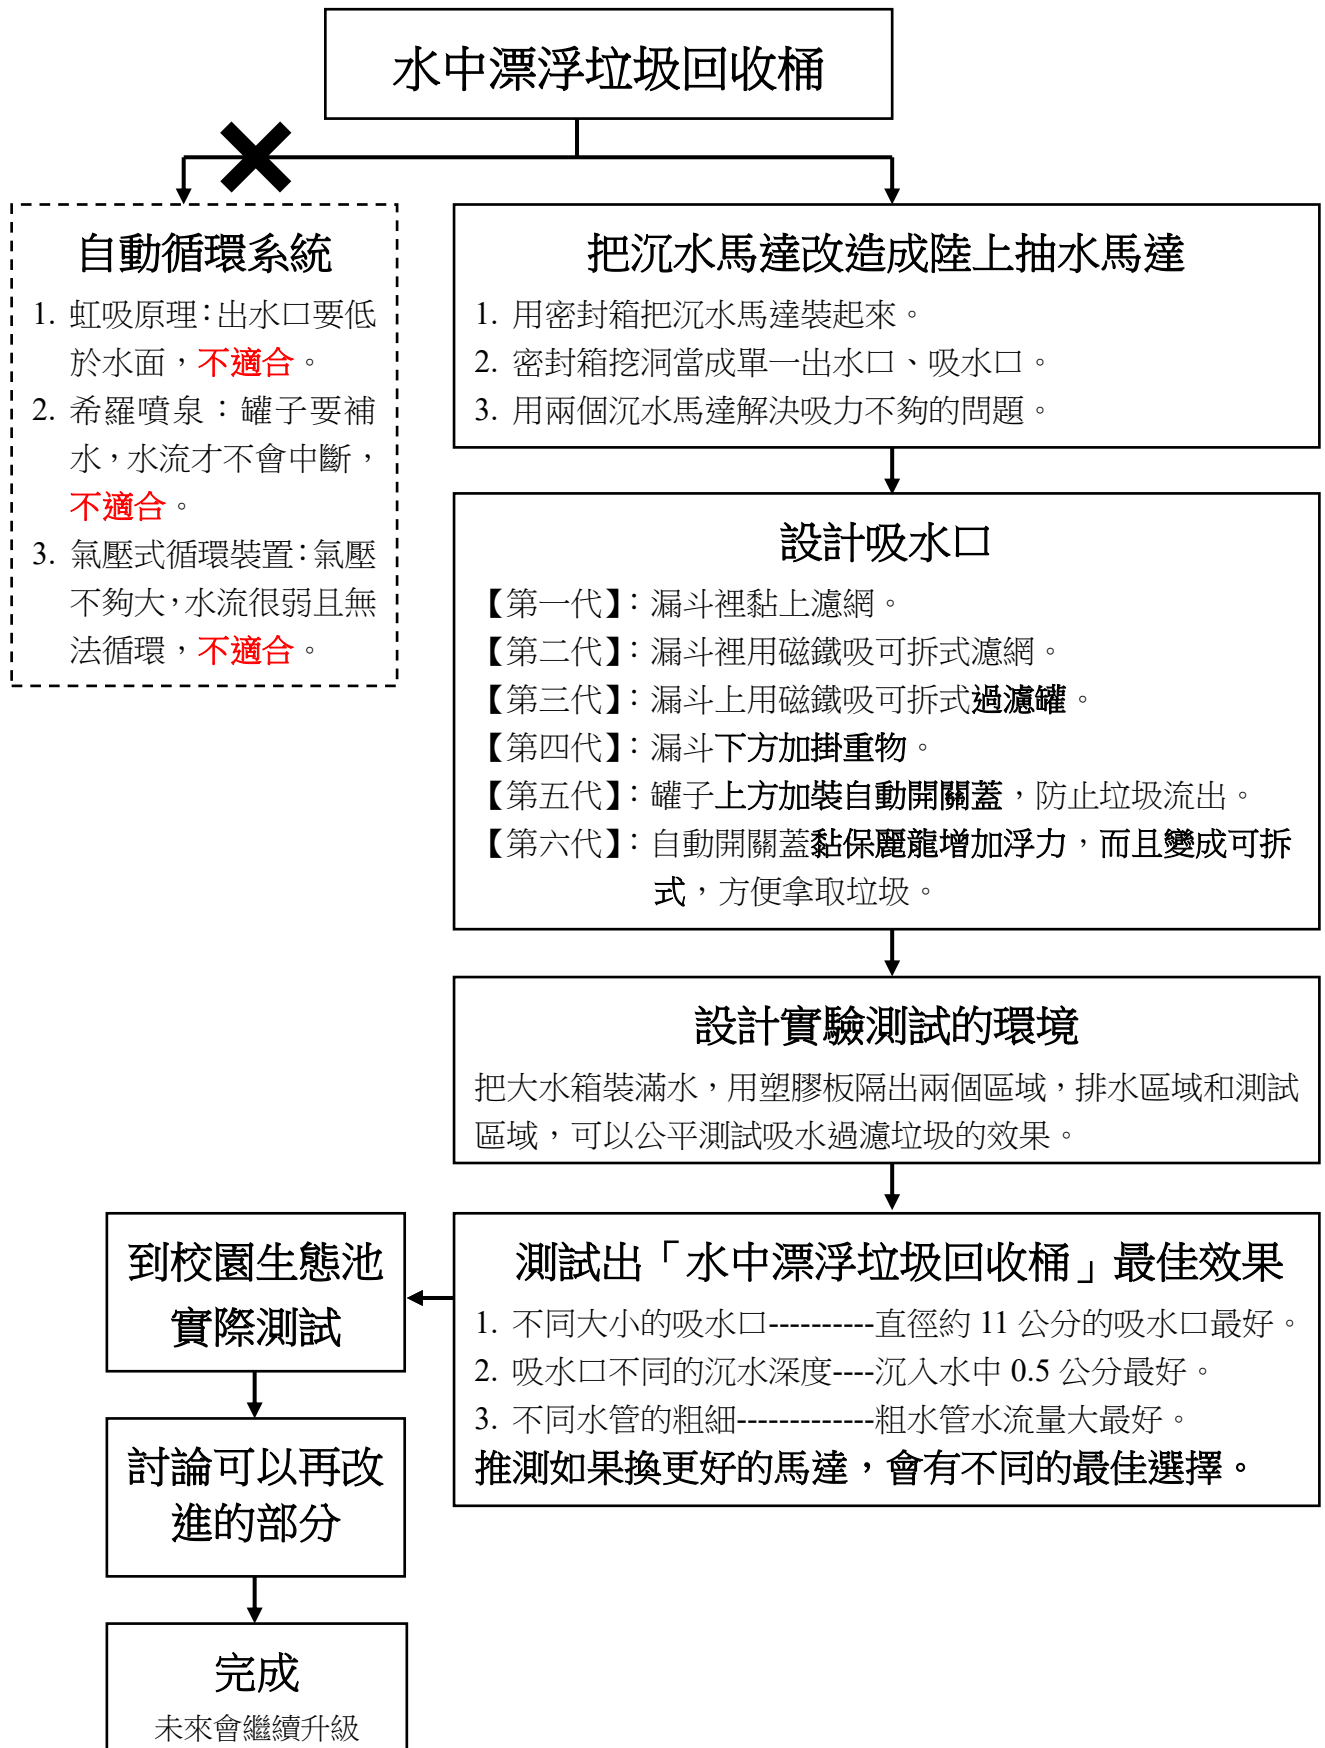 水中漂浮垃圾回收桶
自動循環系統
1. 虹吸原理：出水口要低
於水面，不適合。
2. 希羅噴泉：罐子要補
水，水流才不會中斷，
不適合。
3. 氣壓式循環裝置：氣壓
不夠大，水流很弱且無
法循環，不適合。
把沉水馬達改造成陸上抽水馬達
1. 用密封箱把沉水馬達裝起來。
2. 密封箱挖洞當成單一出水口、吸水口。
3. 用兩個沉水馬達解決吸力不夠的問題。
設計吸水口
【第一代】：漏斗裡黏上濾網。
【第二代】：漏斗裡用磁鐵吸可拆式濾網。
【第三代】：漏斗上用磁鐵吸可拆式過濾罐。
【第四代】：漏斗下方加掛重物。
【第五代】：罐子上方加裝自動開關蓋，防止垃圾流出。
【第六代】：自動開關蓋黏保麗龍增加浮力，而且變成可拆
式，方便拿取垃圾。
設計實驗測試的環境
把大水箱裝滿水，用塑膠板隔出兩個區域，排水區域和測試
區域，可以公平測試吸水過濾垃圾的效果。
測試出「水中漂浮垃圾回收桶」最佳效果
1. 不同大小的吸水口----------直徑約 11 公分的吸水口最好。
2. 吸水口不同的沉水深度----沉入水中 0.5 公分最好。
3. 不同水管的粗細-------------粗水管水流量大最好。
推測如果換更好的馬達，會有不同的最佳選擇。
到校園生態池
實際測試
討論可以再改
進的部分
完成
未來會繼續升級